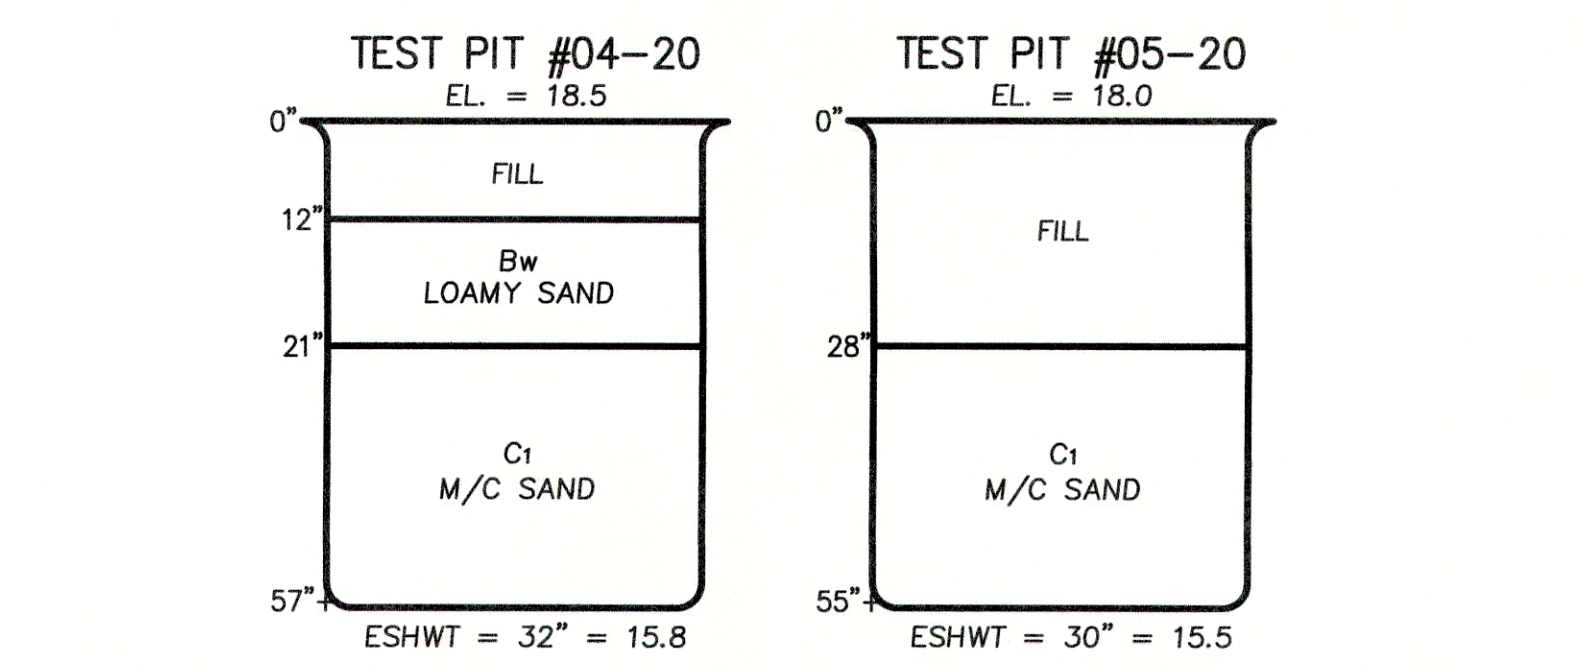 TEST PIT #04-20
EL. = 18.5
0"
FILL
12"
Bw
LOAMY SAND
21"
C1
M/C SAND
57"
ESHWT = 32" = 15.8
TEST PIT #05-20
EL. = 18.0
0"
FILL
28"
C1
M/C SAND
55"
ESHWT = 30" = 15.5